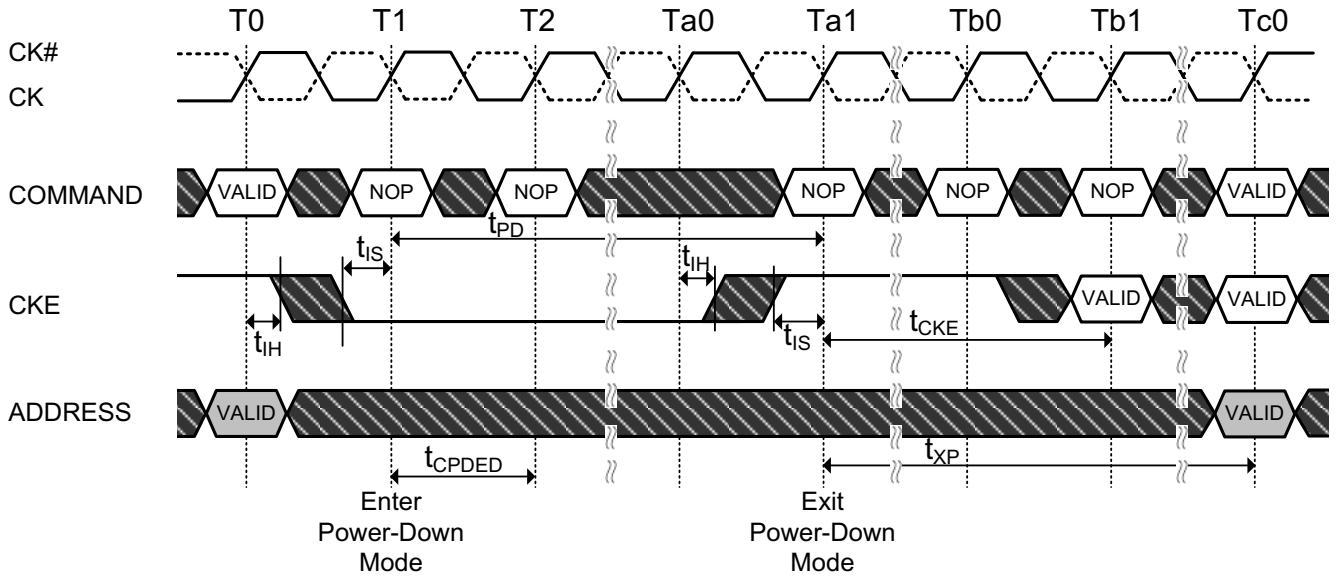 T0 T1 T2 Ta0 Ta1 Tb0 Tb1 Tc0
CK#
CK
COMMAND VALID NOP NOP NOP NOP NOP VALID
tPD
tIS tIH
CKE VALID VALID
tIH tIS tCKE
ADDRESS VALID VALID
tCPDED tXP
Enter
Power-Down
Mode
Exit
Power-Down
Mode